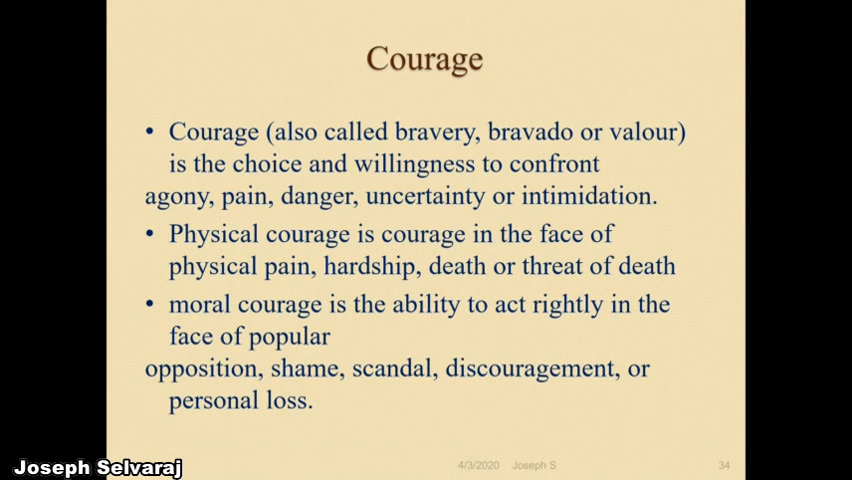 Courage
• Courage (also called bravery, bravado or valour)
is the choice and willingness to confront
agony, pain, danger, uncertainty or intimidation.
• Physical courage is courage in the face of
physical pain, hardship, death or threat of death
• moral courage is the ability to act rightly in the
face of popular
opposition, shame, scandal, discouragement, or
personal loss.
4/3/2020 Joseph S 34
Joseph Selvaraj